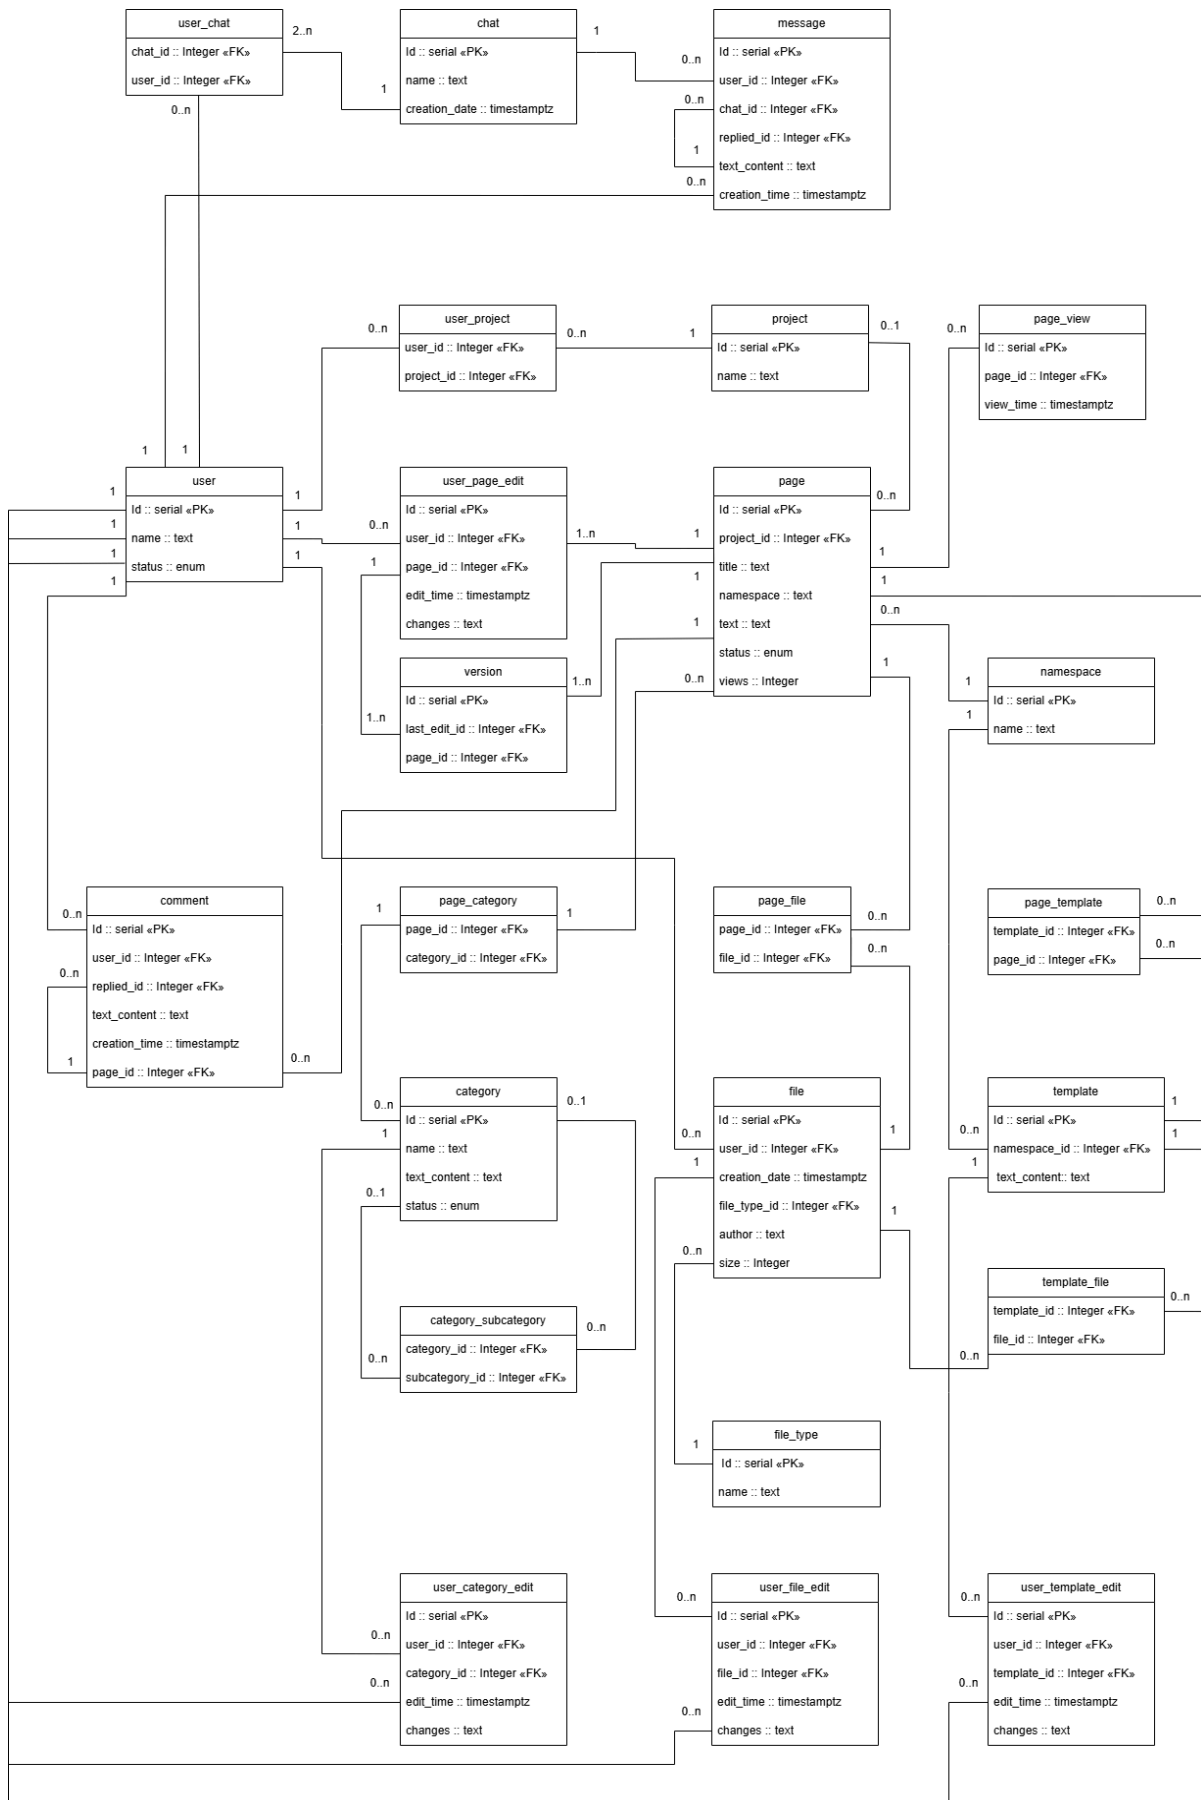 user_chat
chat_id :: Integer «FK»
user_id :: Integer «FK»
0..n
2..n
1
chat
Id :: serial «PK»
name :: text
creation_date :: timestamptz
1
0..n
message
Id :: serial «PK»
user_id :: Integer «FK»
chat_id :: Integer «FK»
replied_id :: Integer «FK»
text_content :: text
creation_time :: timestamptz
0..n
1
0..n
0..n
user_project
user_id :: Integer «FK»
project_id :: Integer «FK»
0..n
1
project
Id :: serial «PK»
name :: text
0..1
0..n
page_view
Id :: serial «PK»
page_id :: Integer «FK»
view_time :: timestamptz
1
1
1
1
1
1
user
Id :: serial «PK»
name :: text
status :: enum
1
1
1
0..n
1
user_page_edit
Id :: serial «PK»
user_id :: Integer «FK»
page_id :: Integer «FK»
edit_time :: timestamptz
changes :: text
1..n
1
1
1
0..n
page
Id :: serial «PK»
project_id :: Integer «FK»
title :: text
namespace :: text
text :: text
status :: enum
views :: Integer
0..n
1
1
0..n
1
version
Id :: serial «PK»
last_edit_id :: Integer «FK»
page_id :: Integer «FK»
1..n
1..n
1
1
namespace
Id :: serial «PK»
name :: text
comment
Id :: serial «PK»
user_id :: Integer «FK»
replied_id :: Integer «FK»
text_content :: text
creation_time :: timestamptz
page_id :: Integer «FK»
0..n
0..n
1
0..n
1
page_category
page_id :: Integer «FK»
category_id :: Integer «FK»
1
page_file
page_id :: Integer «FK»
file_id :: Integer «FK»
0..n
0..n
page_template
template_id :: Integer «FK»
page_id :: Integer «FK»
0..n
0..n
0..n
1
0..1
category
Id :: serial «PK»
name :: text
text_content :: text
status :: enum
0..1
0..n
1
0..n
file
Id :: serial «PK»
user_id :: Integer «FK»
creation_date :: timestamptz
file_type_id :: Integer «FK»
author :: text
size :: Integer
1
1
0..n
1
template
Id :: serial «PK»
namespace_id :: Integer «FK»
text_content:: text
1
1
category_subcategory
category_id :: Integer «FK»
subcategory_id :: Integer «FK»
0..n
0..n
template_file
template_id :: Integer «FK»
file_id :: Integer «FK»
0..n
0..n
1
file_type
Id :: serial «PK»
name :: text
0..n
0..n
user_category_edit
Id :: serial «PK»
user_id :: Integer «FK»
category_id :: Integer «FK»
edit_time :: timestamptz
changes :: text
0..n
0..n
user_file_edit
Id :: serial «PK»
user_id :: Integer «FK»
file_id :: Integer «FK»
edit_time :: timestamptz
changes :: text
0..n
0..n
user_template_edit
Id :: serial «PK»
user_id :: Integer «FK»
template_id :: Integer «FK»
edit_time :: timestamptz
changes :: text